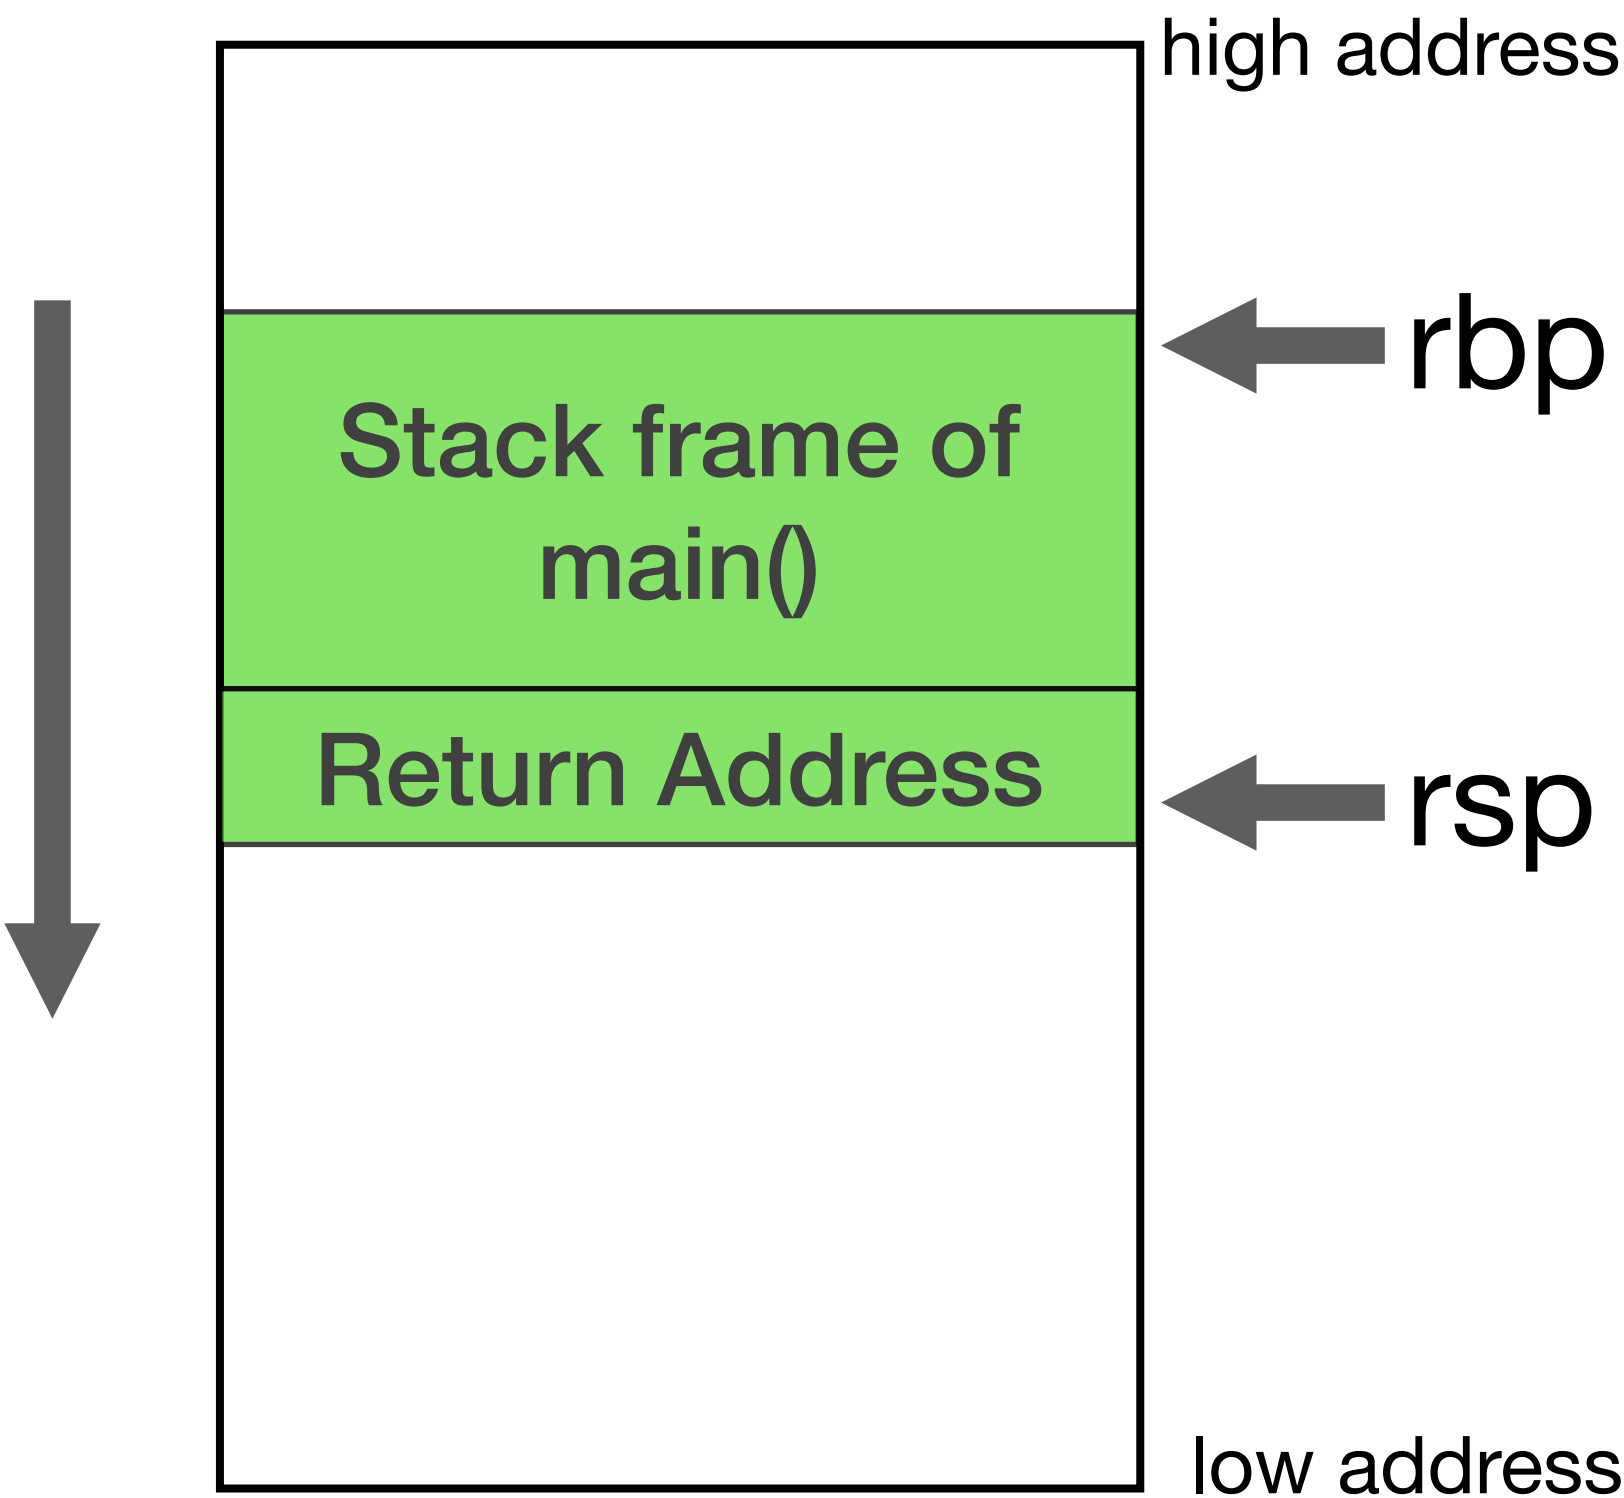 high address
rbp
Stack frame of
main()
Return Address
rsp
low address